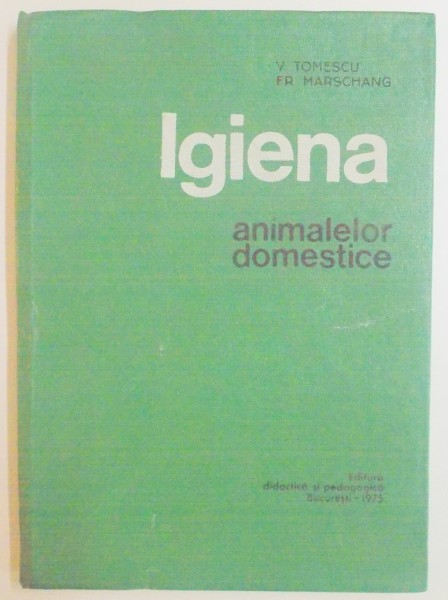 V. TOMESCU
FR. MARSCHANG
Igiena
animalelor
domestice
Editura
didactică și pedagogică
București - 1975